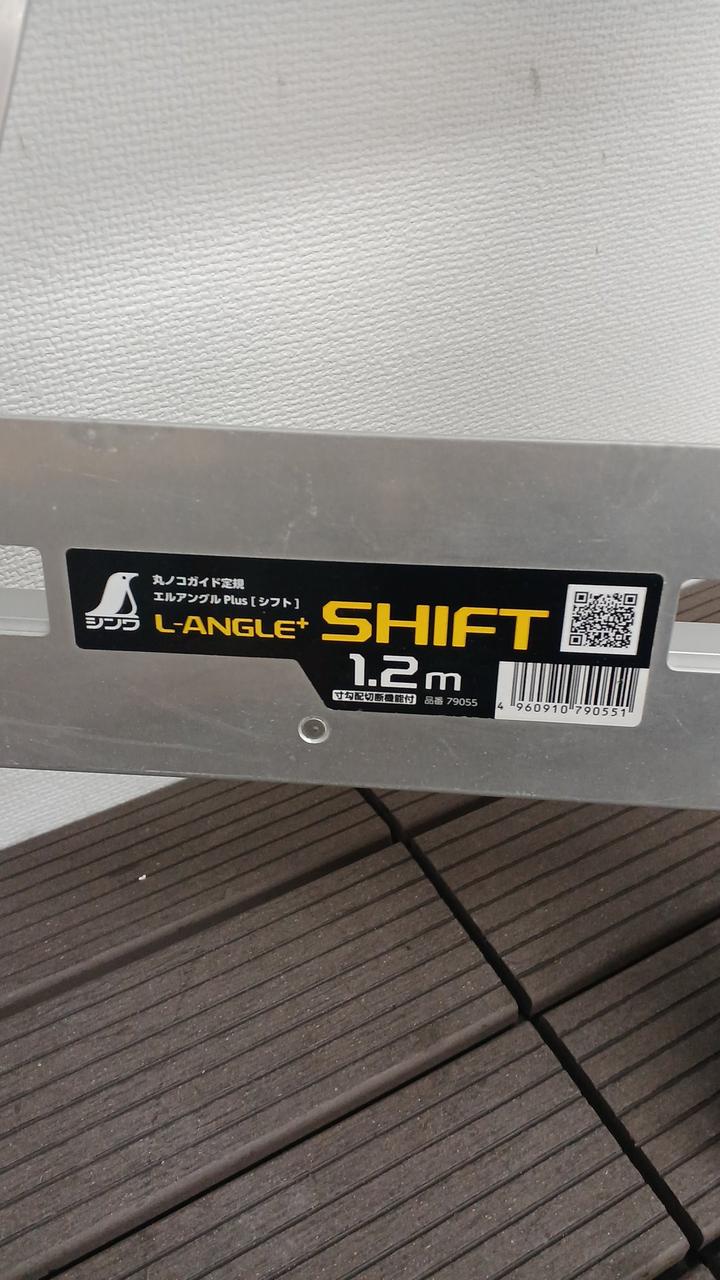 シンワ
丸ノコガイド定規
エルアングル Plus [ シフト ]
L-ANGLE+ SHIFT
1.2m
寸勾配切断機能付 品番 79055
4 960910 790551